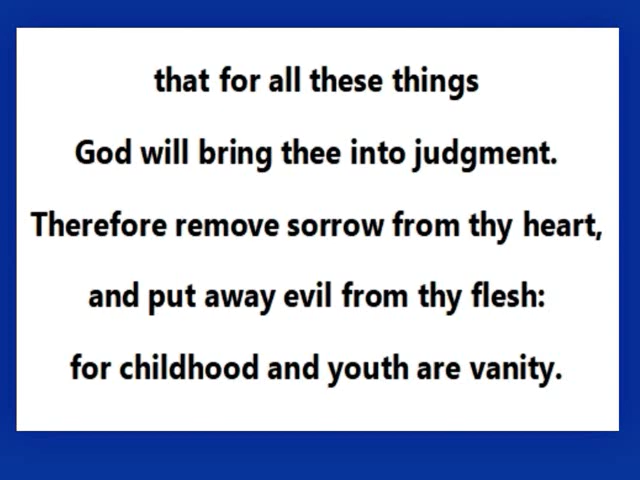 that for all these things
God will bring thee into judgment.
Therefore remove sorrow from thy heart,
and put away evil from thy flesh:
for childhood and youth are vanity.